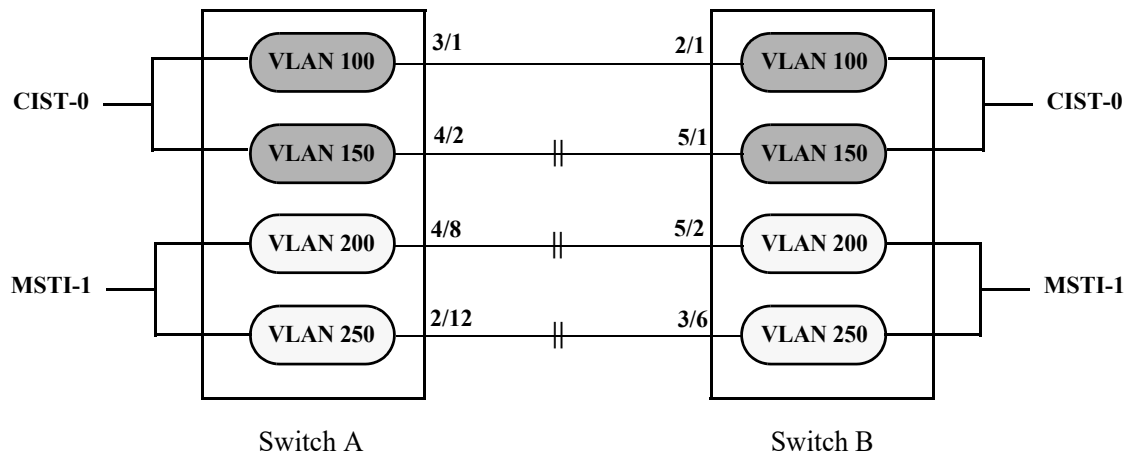 3/1 2/1
VLAN 100 VLAN 100
CIST-0 CIST-0
4/2 5/1
VLAN 150 VLAN 150
4/8 5/2
VLAN 200 VLAN 200
MSTI-1 MSTI-1
2/12 3/6
VLAN 250 VLAN 250
Switch A Switch B